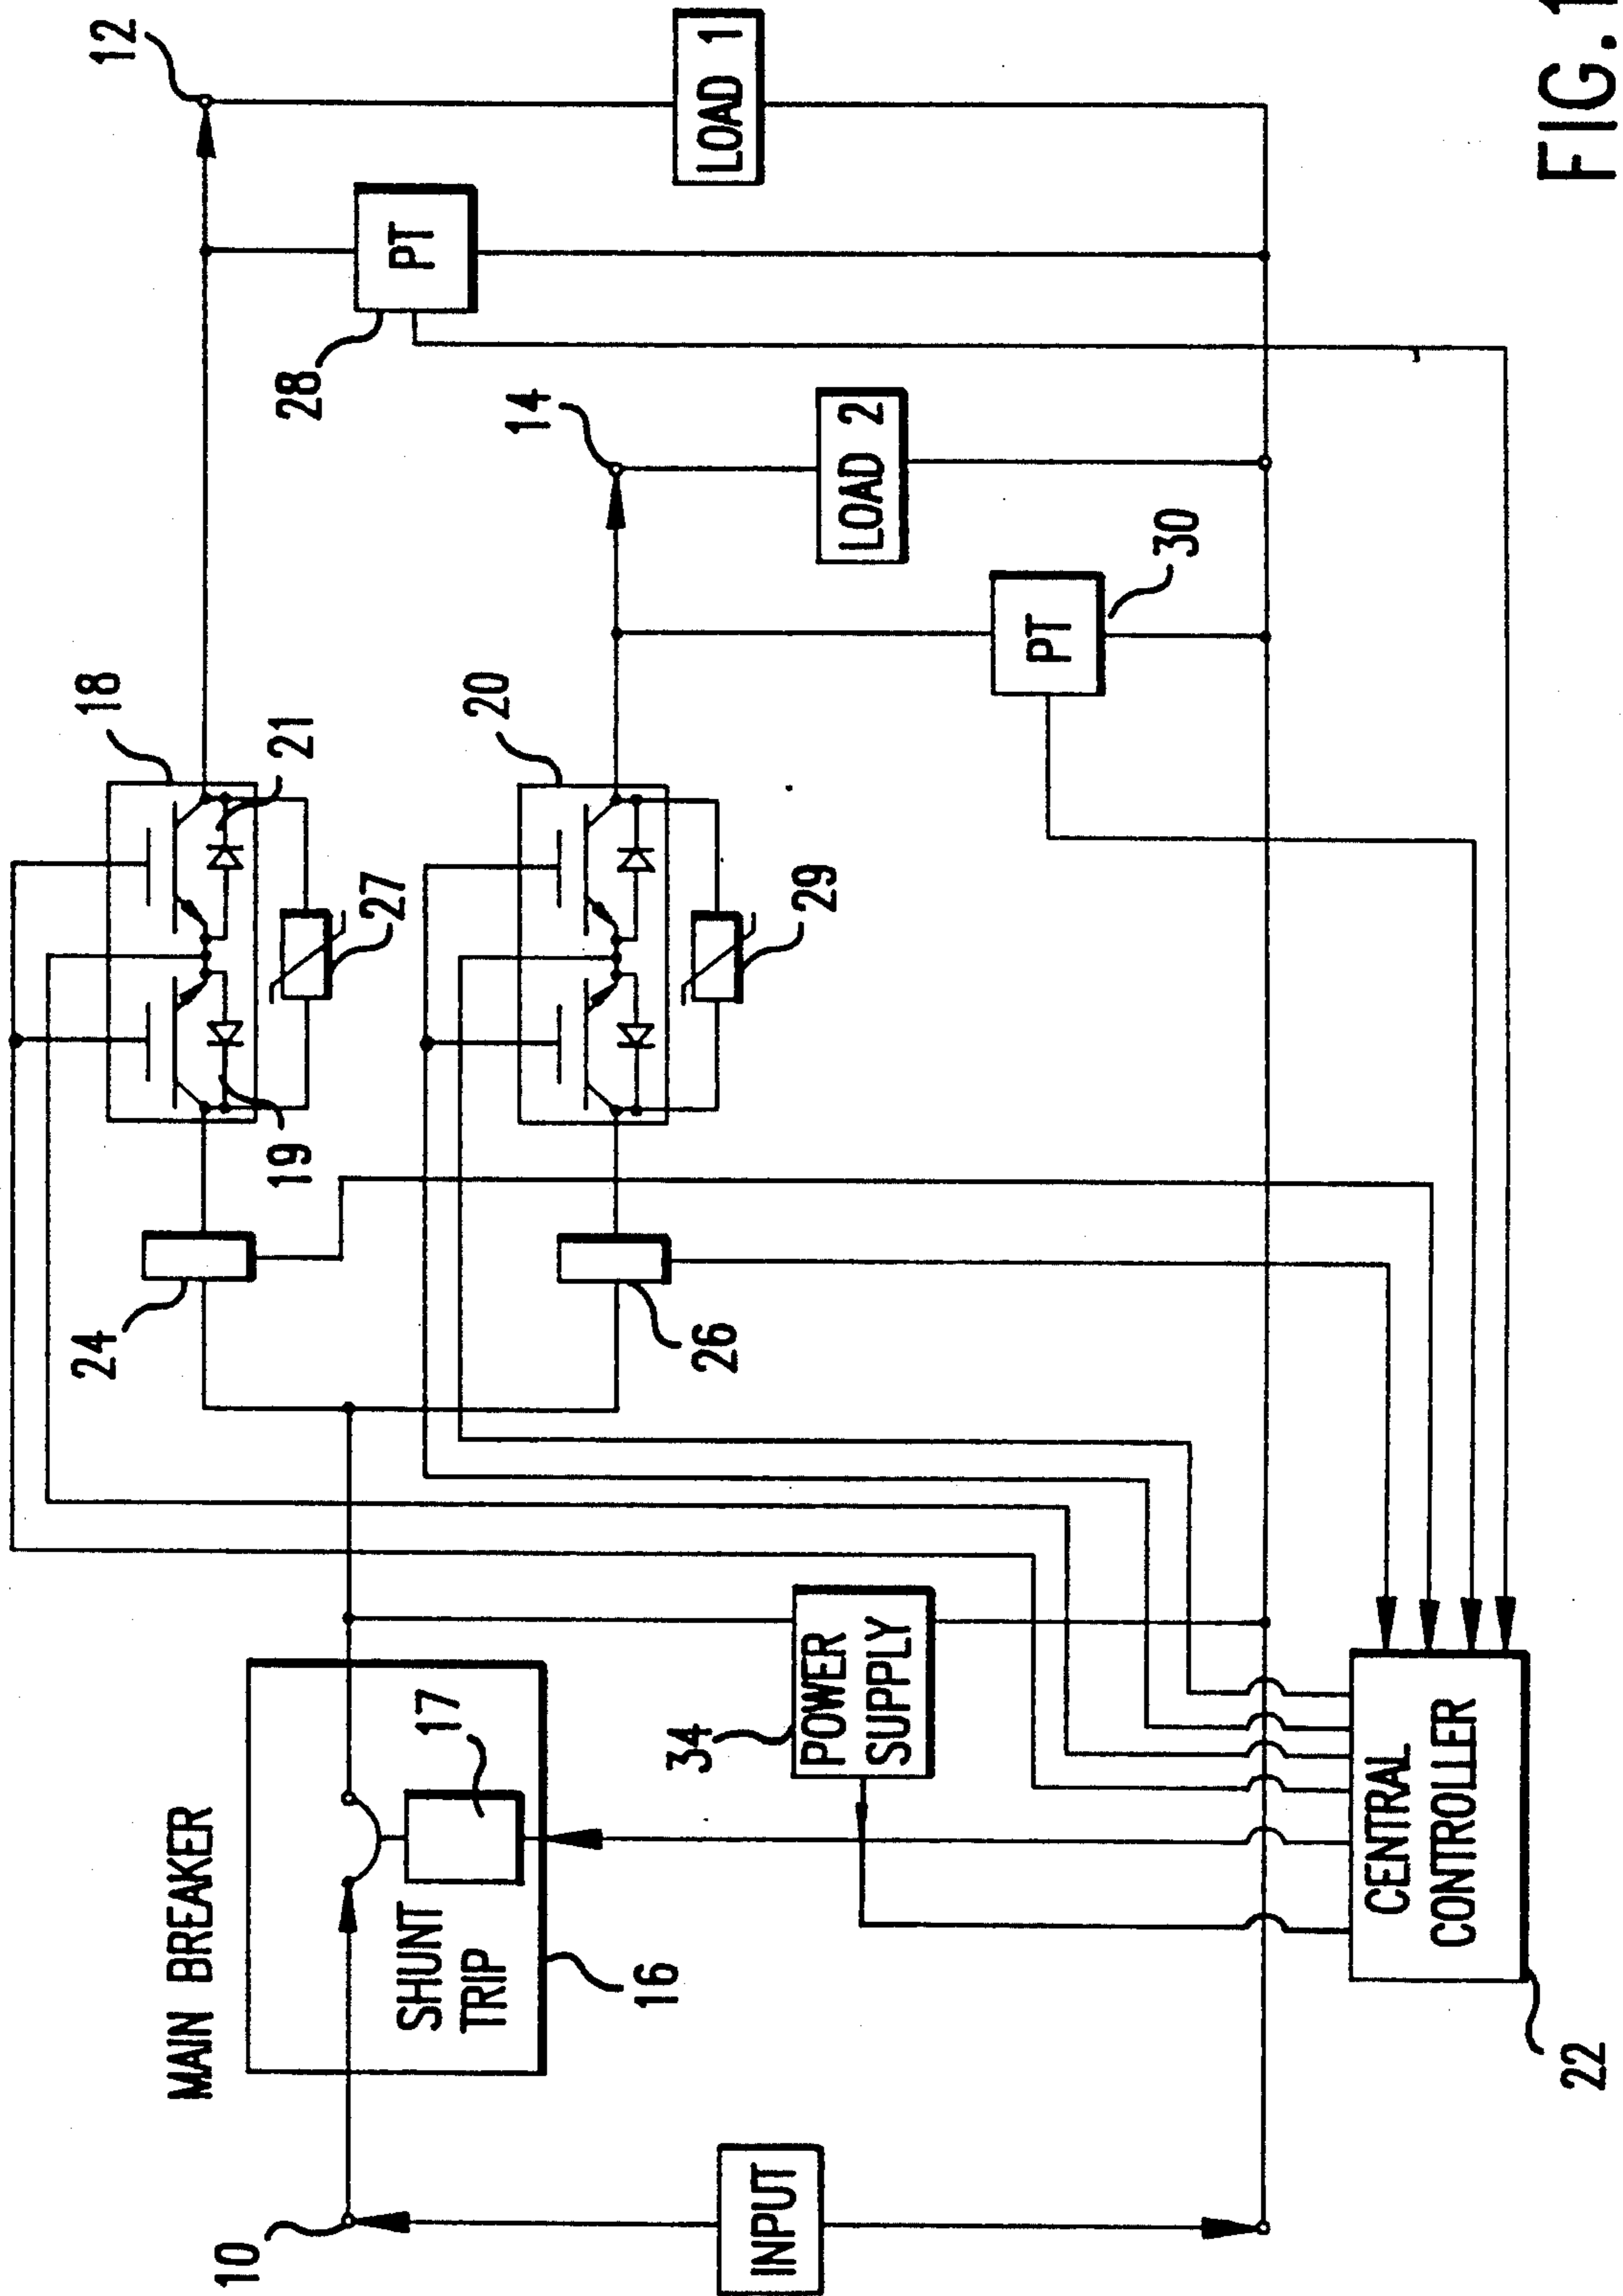 12
18
LOAD 1
PT
28
21
27
19
24
14
20
LOAD 2
29
PT
30
26
MAIN BREAKER
17
SHUNT
TRIP
16
34
POWER
SUPPLY
10
INPUT
CENTRAL
CONTROLLER
22
FIG. 1